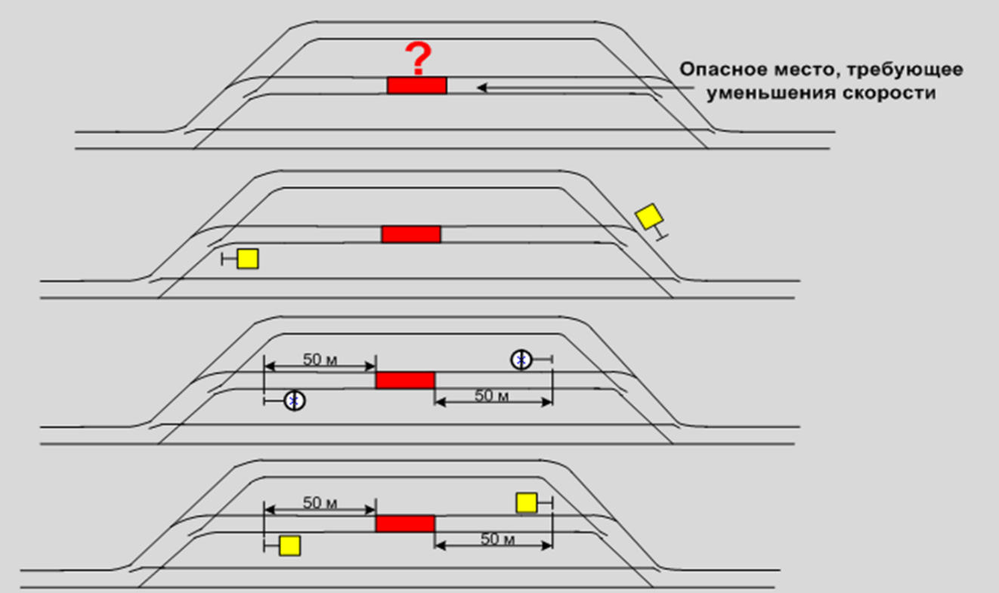 ?
Опасное место, требующее
уменьшения скорости
50 м
50 м
50 м
50 м